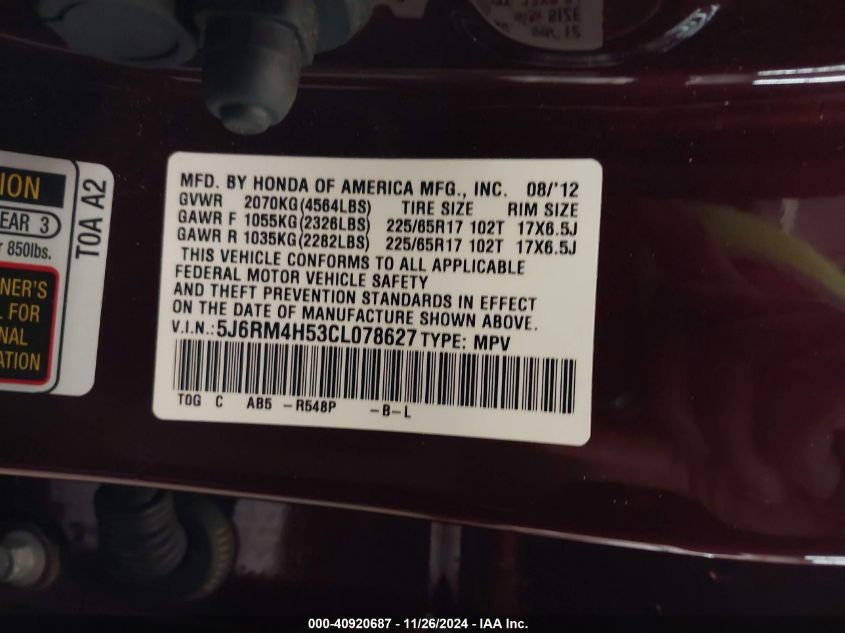 ION
EAR 3
850lbs.
NER'S
L FOR
NAL
ATION
TOA A2
SIZE
MFD. BY HONDA OF AMERICA MFG., INC. 08/'12
GVWR 2070KG(4564LBS) TIRE SIZE RIM SIZE
GAWR F 1055KG(2326LBS) 225/65R17 102T 17X6.5J
GAWR R 1035KG(2282LBS) 225/65R17 102T 17X6.5J
THIS VEHICLE CONFORMS TO ALL APPLICABLE
FEDERAL MOTOR VEHICLE SAFETY
AND THEFT PREVENTION STANDARDS IN EFFECT
ON THE DATE OF MANUFACTURE SHOWN ABOVE.
V.I.N.: 5J6RM4H53CL078627 TYPE: MPV
TOG C AB5 -R548P -B-L
000-40920687 - 11/26/2024 - IAA Inc.